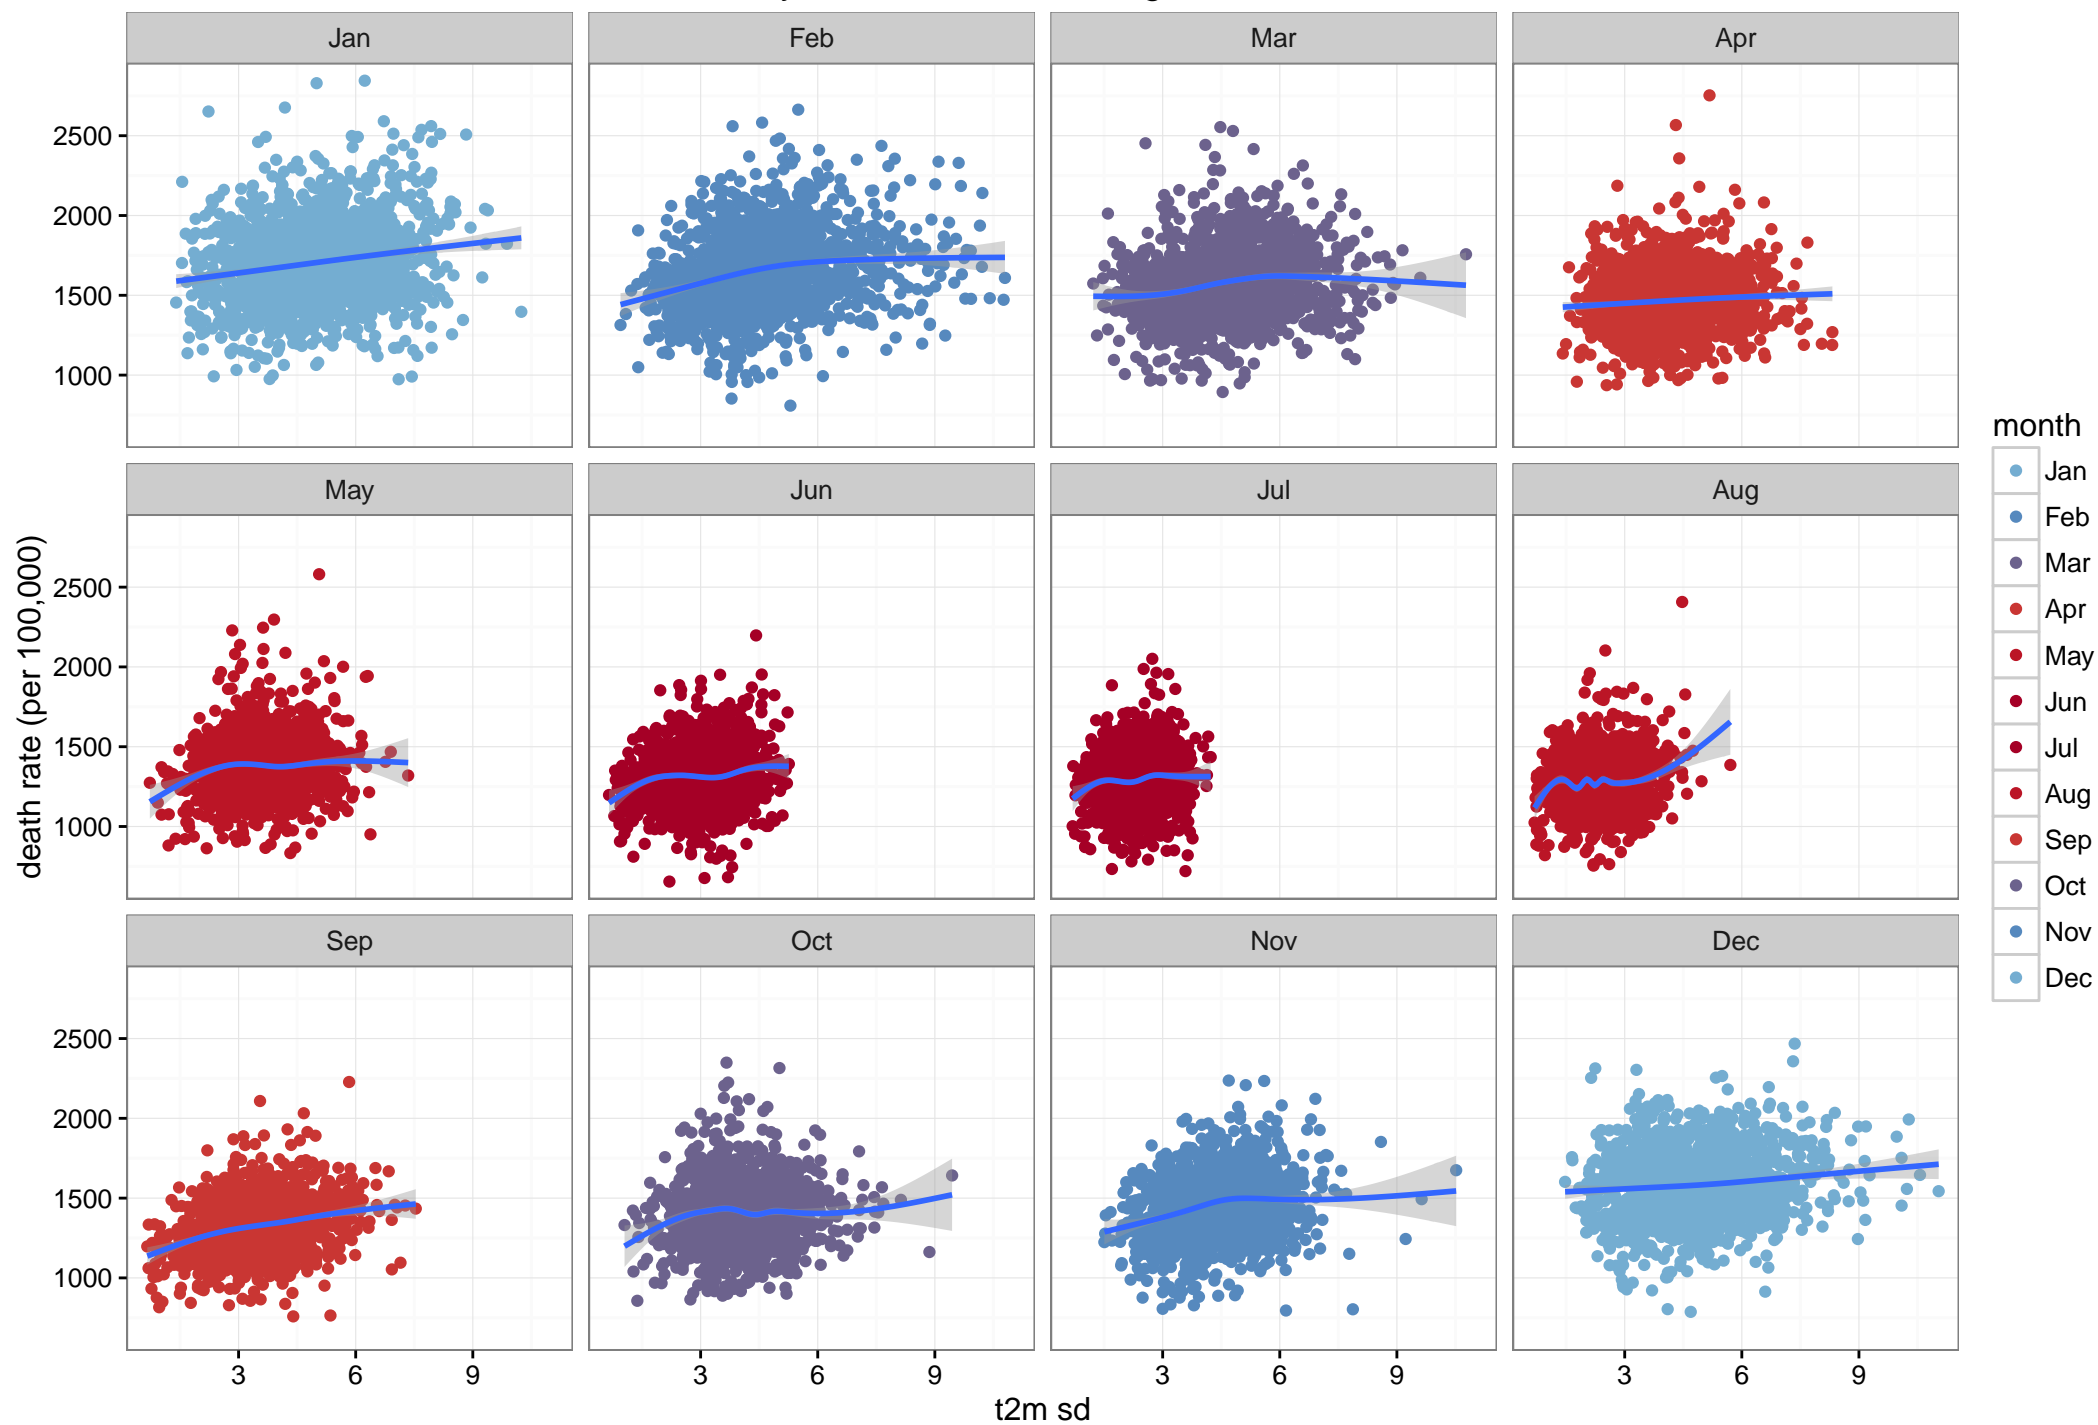 Jan Feb Mar Apr
2500
2000
1500
1000
May Jun Jul Aug
2500
2000
1500
1000
Sep Oct Nov Dec
2500
2000
1500
1000
3 6 9 3 6 9 3 6 9 3 6 9
t2m sd
death rate (per 100,000)
month
Jan
Feb
Mar
Apr
May
Jun
Jul
Aug
Sep
Oct
Nov
Dec